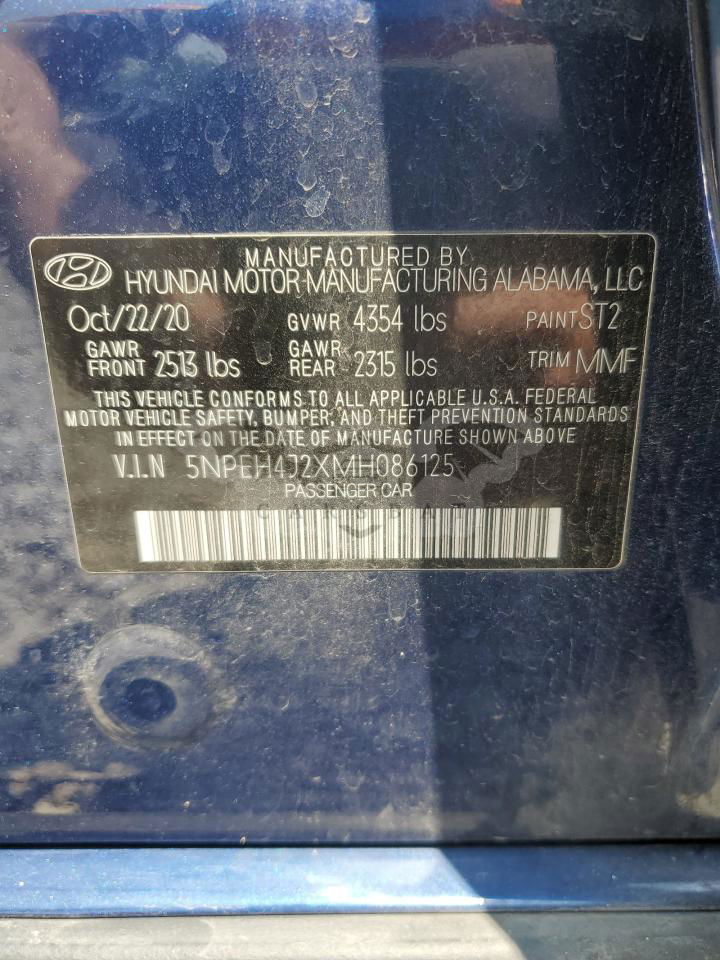 MANUFACTURED BY
HYUNDAI MOTOR MANUFACTURING ALABAMA, LLC
Oct/22/20 GVWR 4354 lbs PAINT ST2
GAWR FRONT 2513 lbs GAWR REAR 2315 lbs TRIM MMF
THIS VEHICLE CONFORMS TO ALL APPLICABLE U.S.A. FEDERAL
MOTOR VEHICLE SAFETY, BUMPER, AND THEFT PREVENTION STANDARDS
IN EFFECT ON THE DATE OF MANUFACTURE SHOWN ABOVE
V.I.N 5NPEH4J2XMH086125
PASSENGER CAR